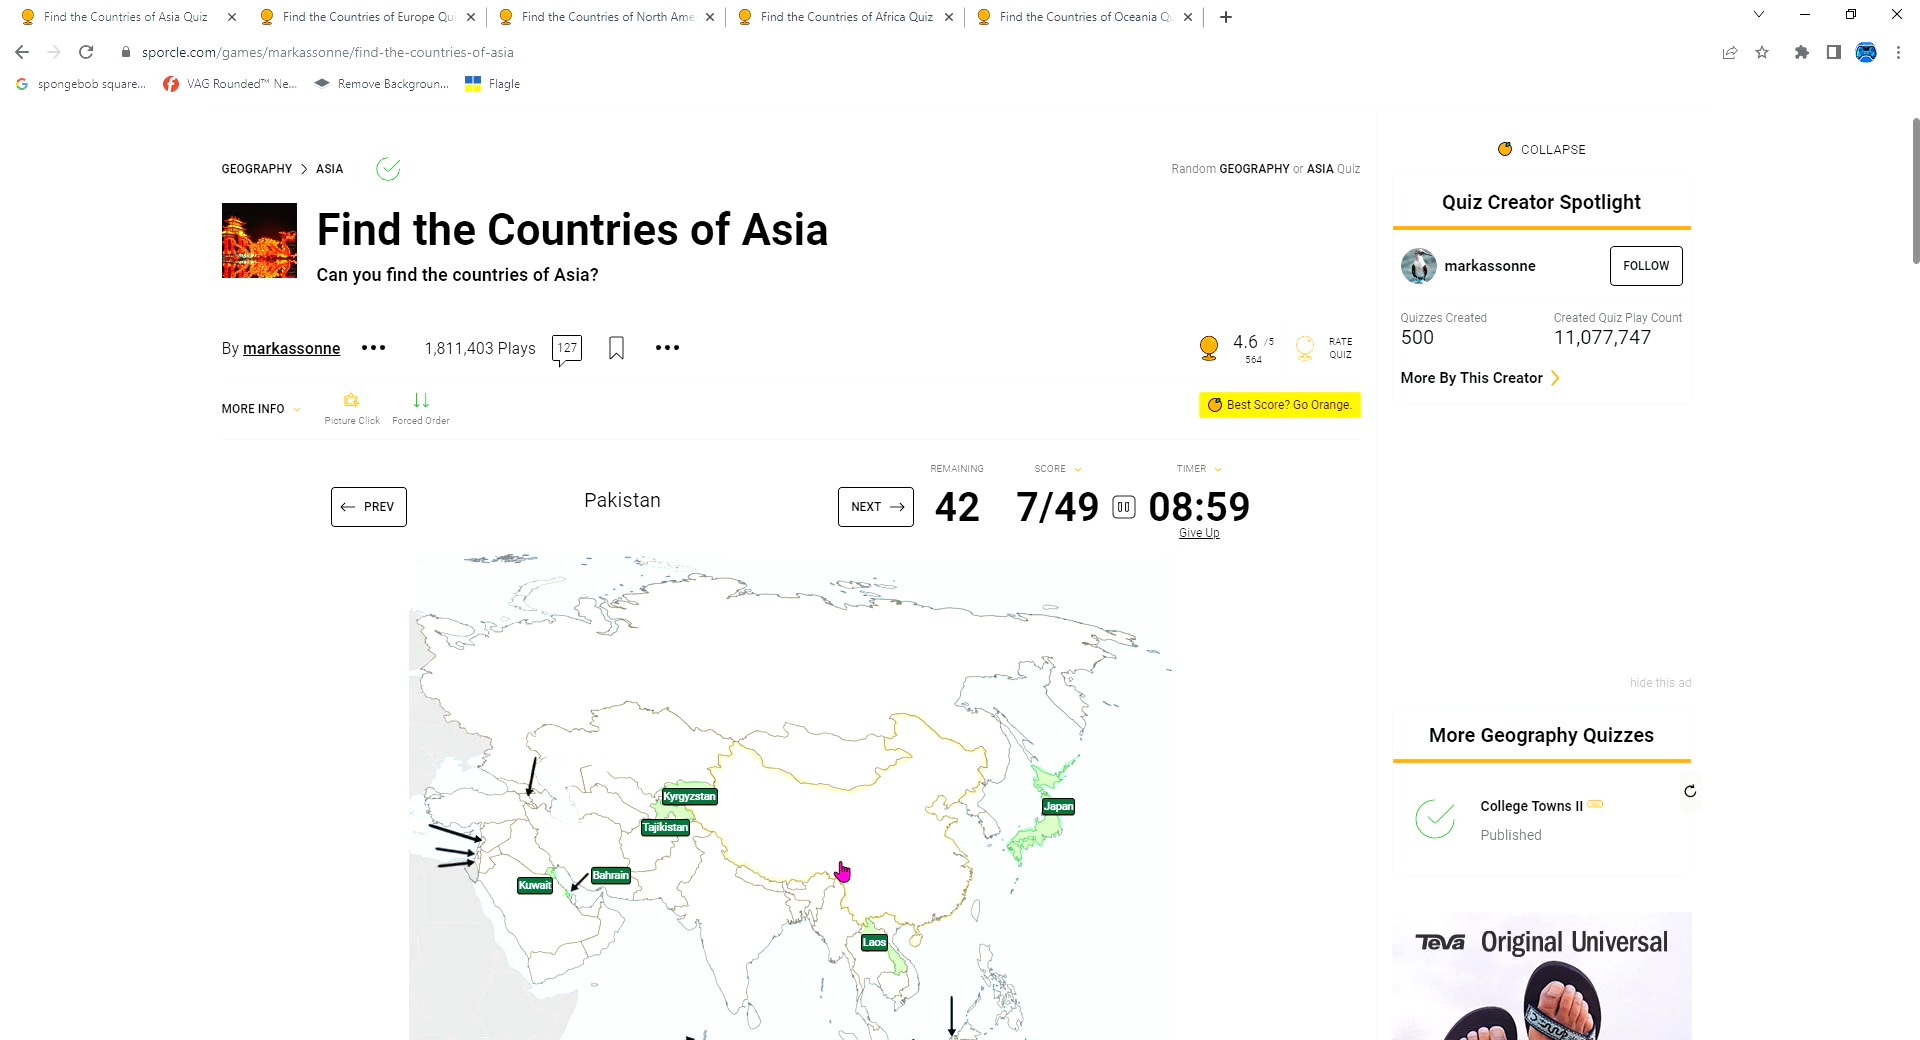 Find the Countries of Asia Quiz
Find the Countries of Europe Qui
Find the Countries of North Ame
Find the Countries of Africa Quiz
Find the Countries of Oceania Qu
sporcle.com/games/markassonne/find-the-countries-of-asia
spongebob square...
VAG Rounded™ Ne...
Remove Backgroun...
Flagle
GEOGRAPHY > ASIA
Random GEOGRAPHY or ASIA Quiz
COLLAPSE
Find the Countries of Asia
Can you find the countries of Asia?
Quiz Creator Spotlight
markassonne
FOLLOW
Quizzes Created
500
Created Quiz Play Count
11,077,747
More By This Creator
By markassonne
1,811,403 Plays
127
4.6 /5
564
RATE QUIZ
MORE INFO
Picture Click
Forced Order
Best Score? Go Orange.
PREV
Pakistan
NEXT
REMAINING
42
SCORE
7/49
TIMER
08:59
Give Up
Kyrgyzstan
Tajikistan
Japan
Kuwait
Bahrain
Laos
hide this ad
More Geography Quizzes
College Towns II
Published
Teva Original Universal